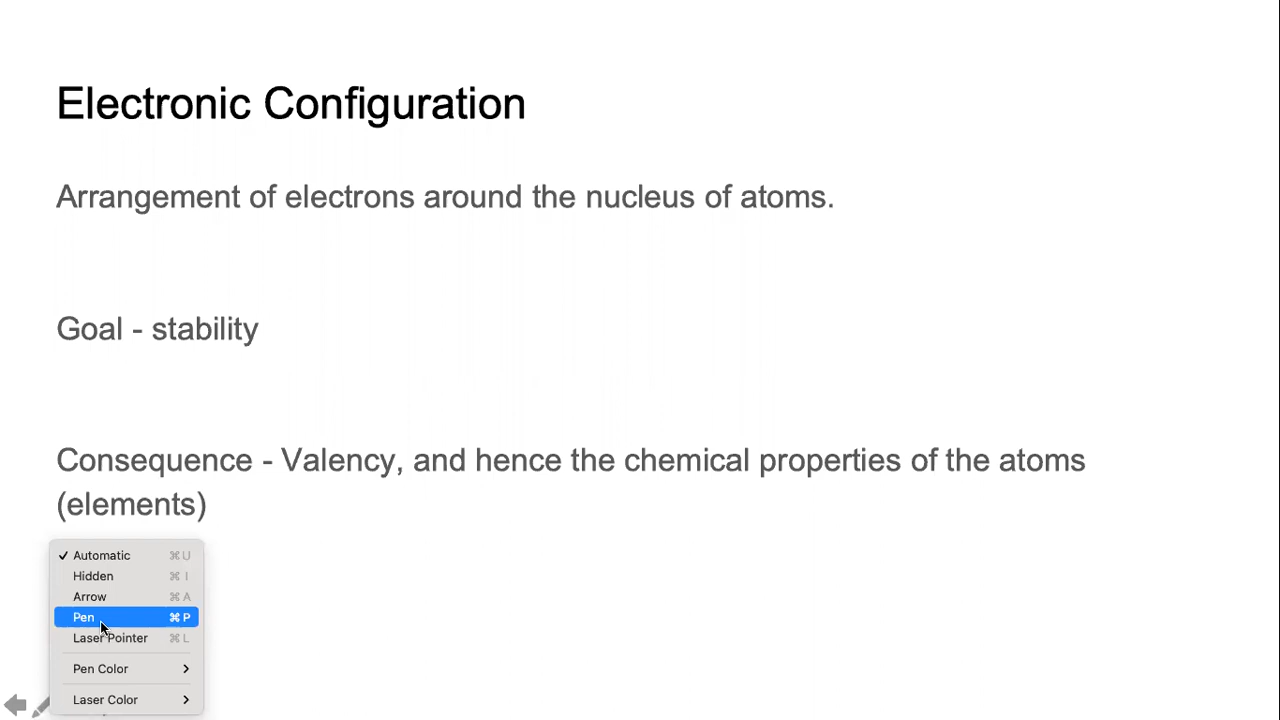 Electronic Configuration
Arrangement of electrons around the nucleus of atoms.
Goal - stability
Consequence - Valency, and hence the chemical properties of the atoms
(elements)
✓ Automatic ⌘ U
Hidden ⌘ I
Arrow ⌘ A
Pen ⌘ P
Laser Pointer ⌘ L
Pen Color >
Laser Color >